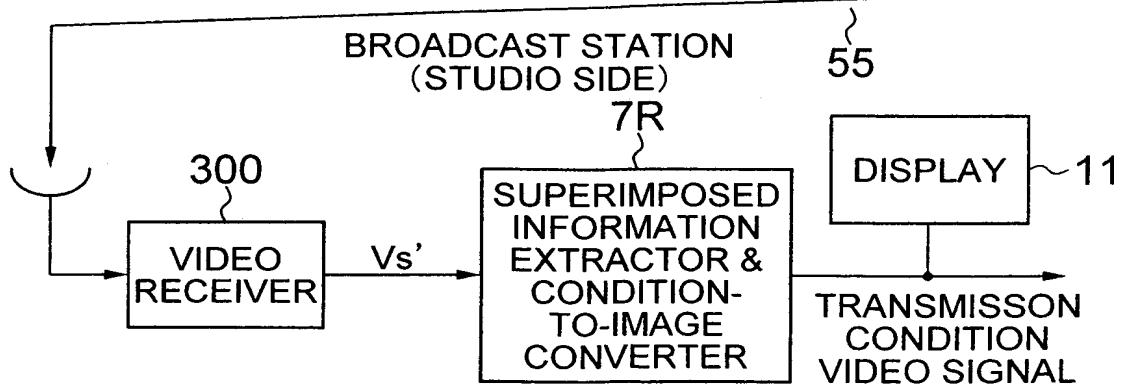 BROADCAST STATION
(STUDIO SIDE)
55
7R
300
VIDEO
RECEIVER
Vs'
SUPERIMPOSED
INFORMATION
EXTRACTOR &
CONDITION-
TO-IMAGE
CONVERTER
DISPLAY
11
TRANSMISSON
CONDITION
VIDEO SIGNAL